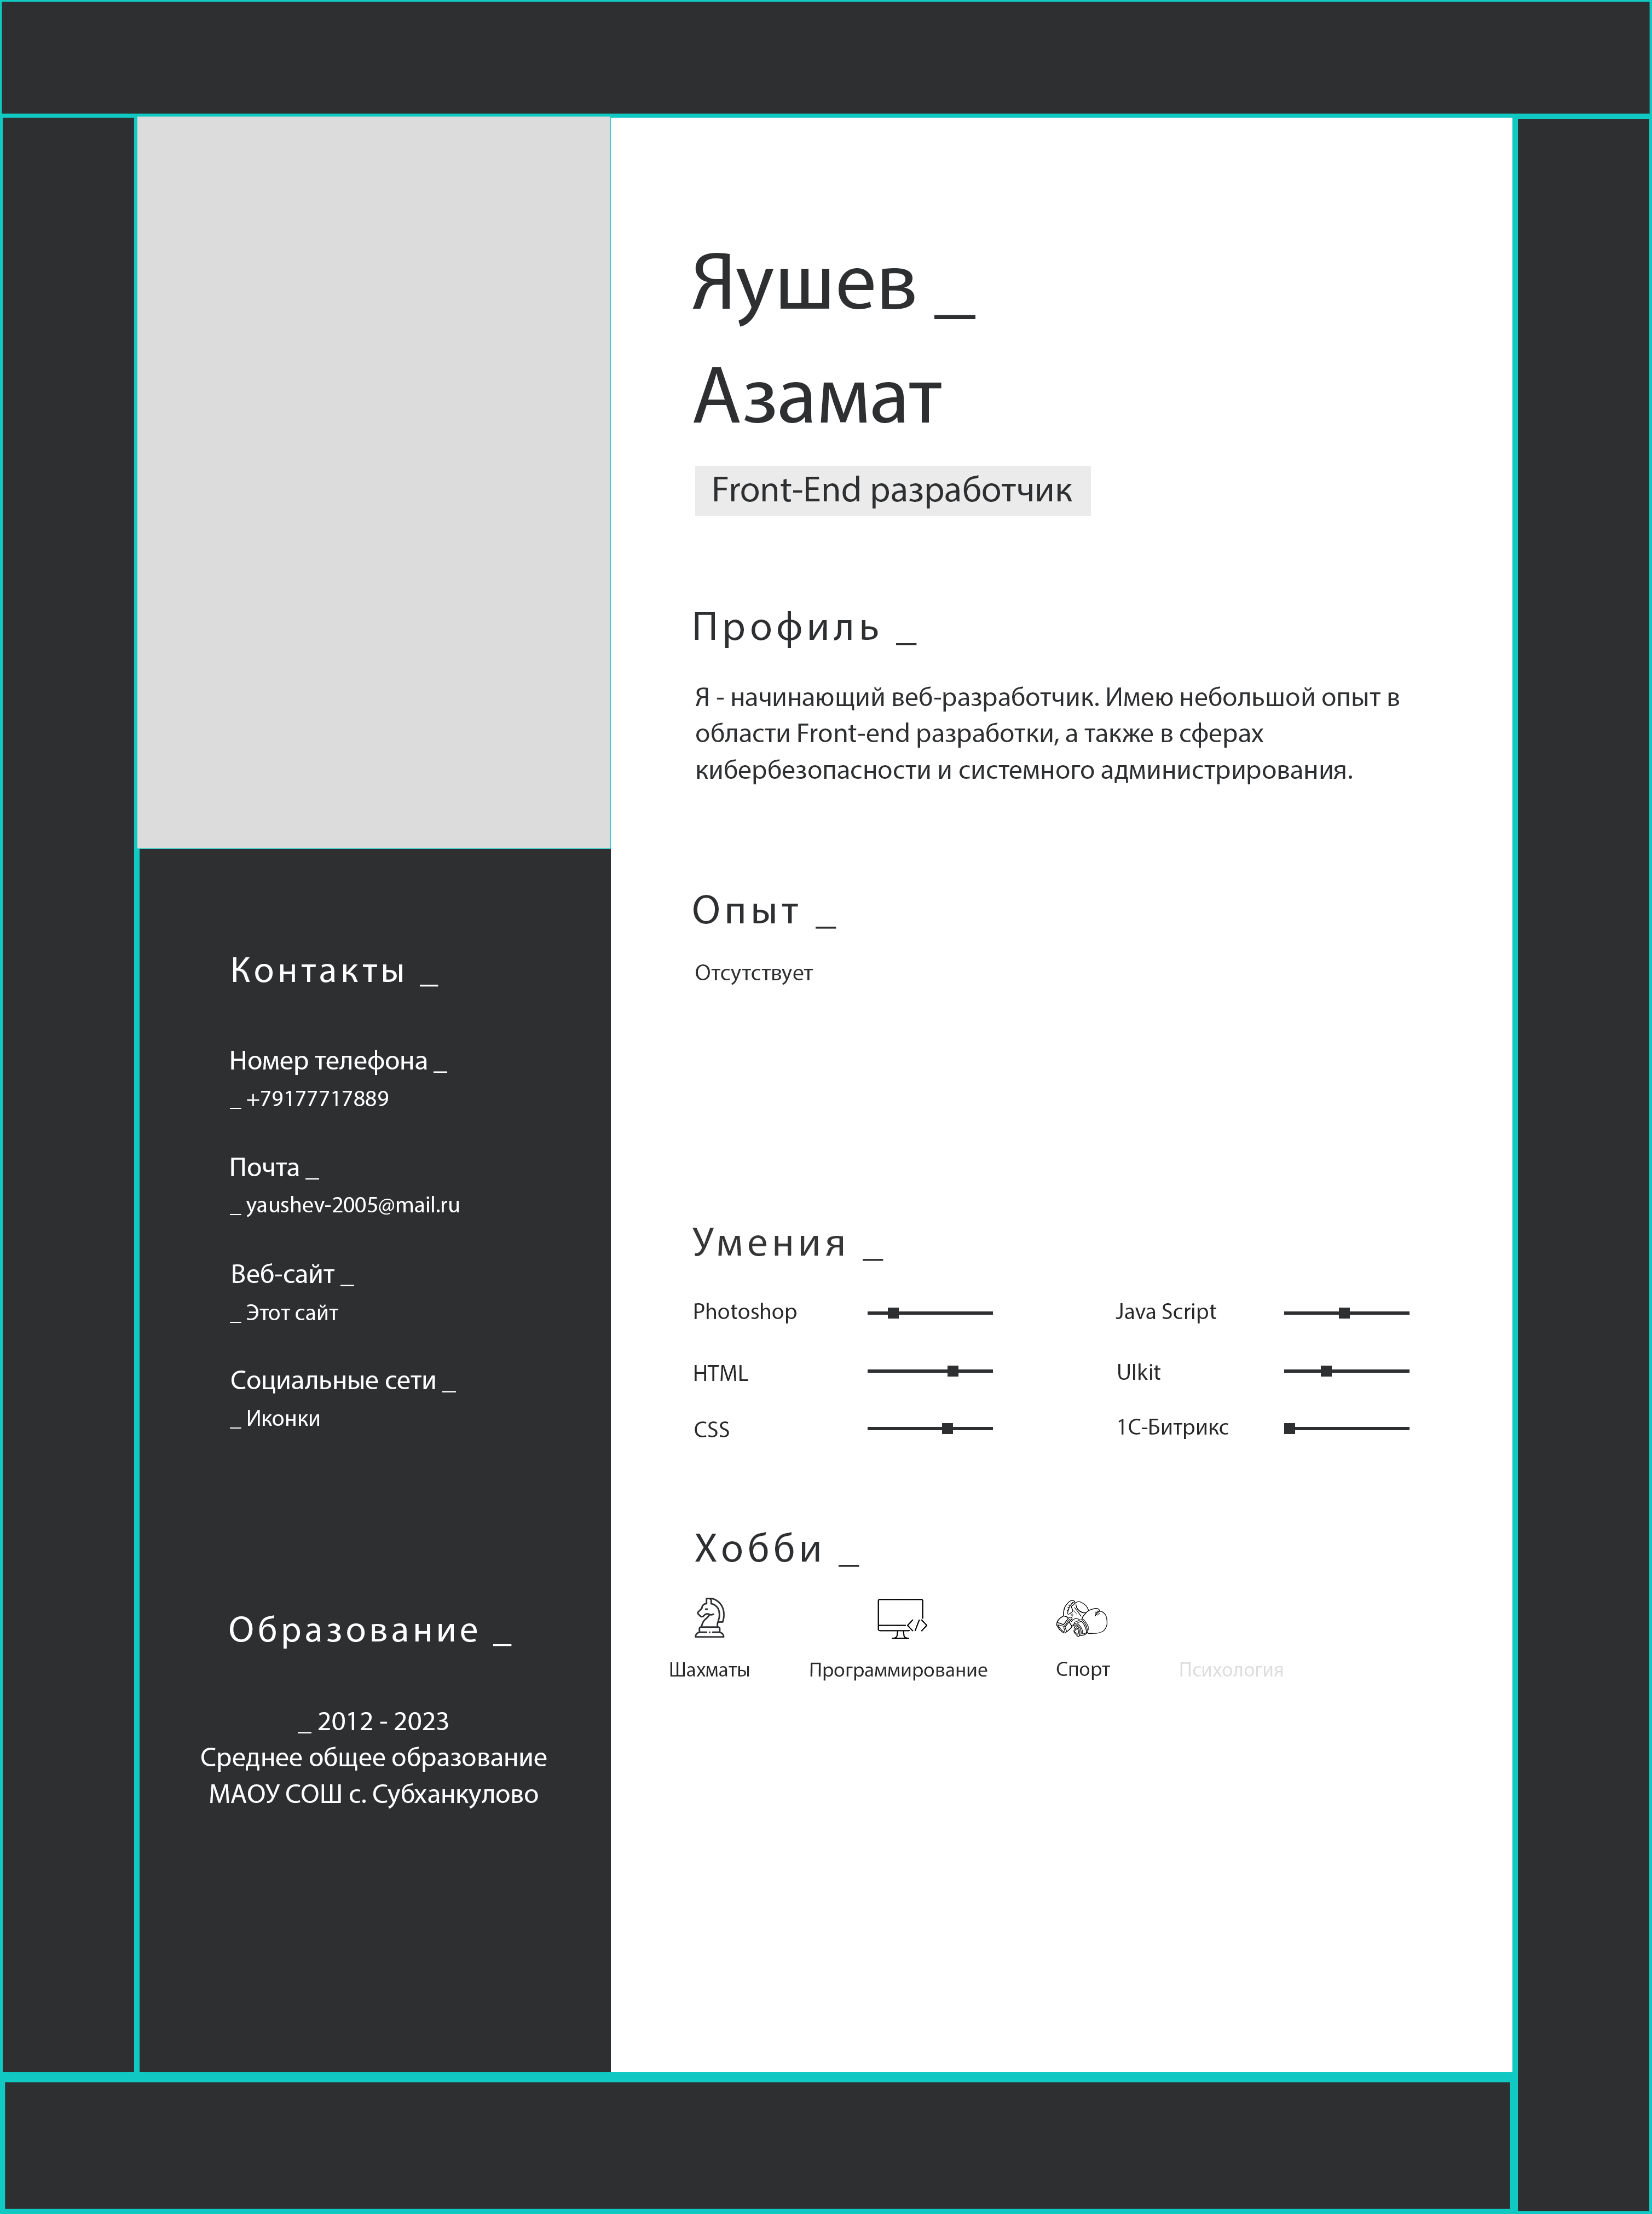 Яушев _
Азамат
Front-End разработчик
Профиль _
Я - начинающий веб-разработчик. Имею небольшой опыт в
области Front-end разработки, а также в сферах
кибербезопасности и системного администрирования.
Опыт _
Отсутствует
Контакты _
Номер телефона _
_ +79177717889
Почта _
_ yaushev-2005@mail.ru
Веб-сайт _
_ Этот сайт
Социальные сети _
_ Иконки
Образование _
_ 2012 - 2023
Среднее общее образование
МАОУ СОШ с. Субханкулово
Умения _
Photoshop
Java Script
HTML
UIkit
CSS
1С-Битрикс
Хобби _
Шахматы
Программирование
Спорт
Психология